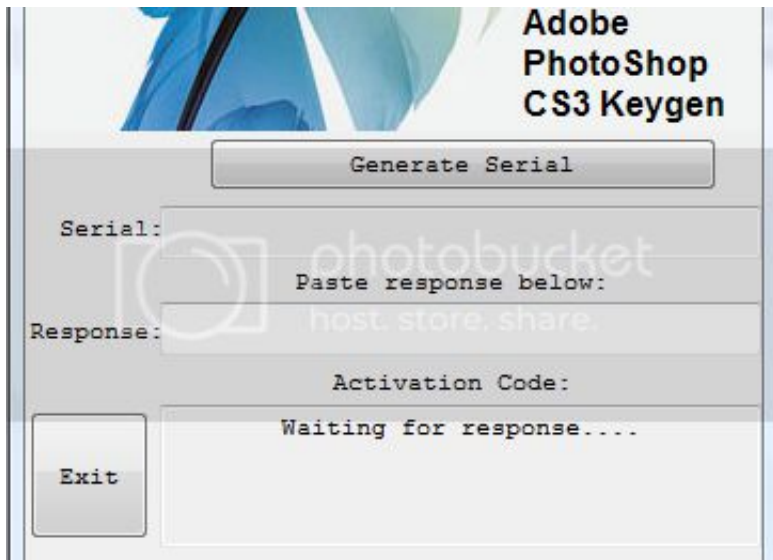 Adobe
PhotoShop
CS3 Keygen
Generate Serial
Serial:
photobucket
Paste response below:
host. store. share.
Response:
Activation Code:
Waiting for response....
Exit